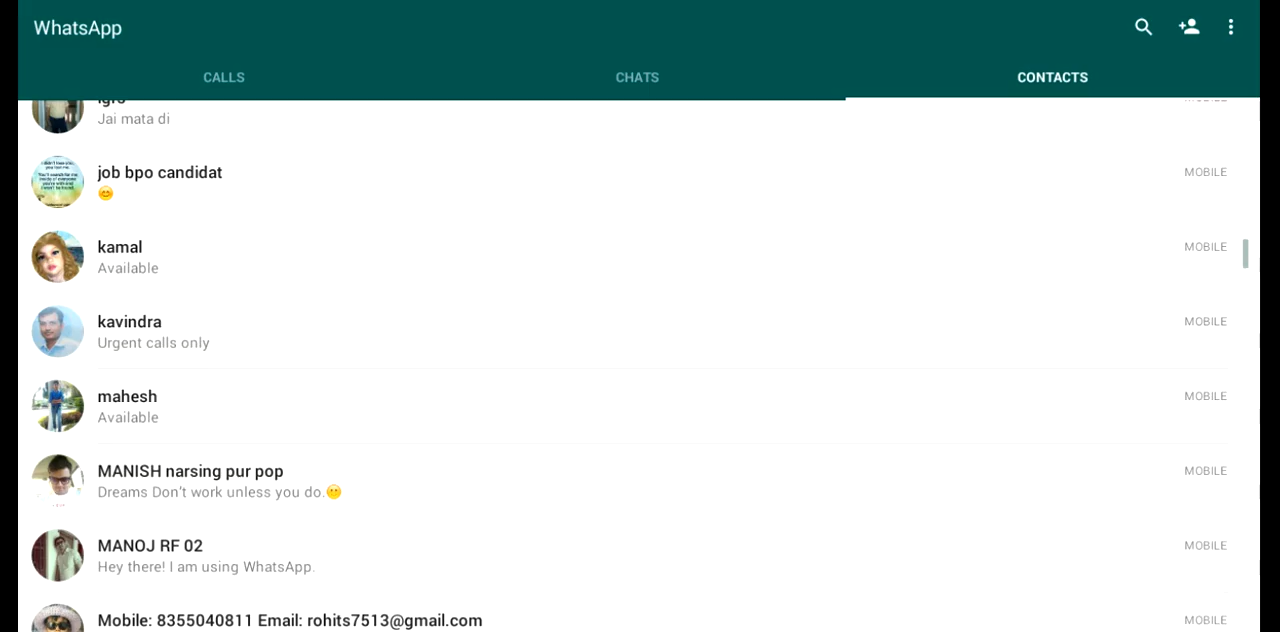 WhatsApp
CALLS
CHATS
CONTACTS
Jai mata di
job bpo candidat
MOBILE
😊
kamal
MOBILE
Available
kavindra
MOBILE
Urgent calls only
mahesh
MOBILE
Available
MANISH narsing pur pop
MOBILE
Dreams Don't work unless you do.😶
MANOJ RF 02
MOBILE
Hey there! I am using WhatsApp.
Mobile: 8355040811 Email: rohits7513@gmail.com
MOBILE